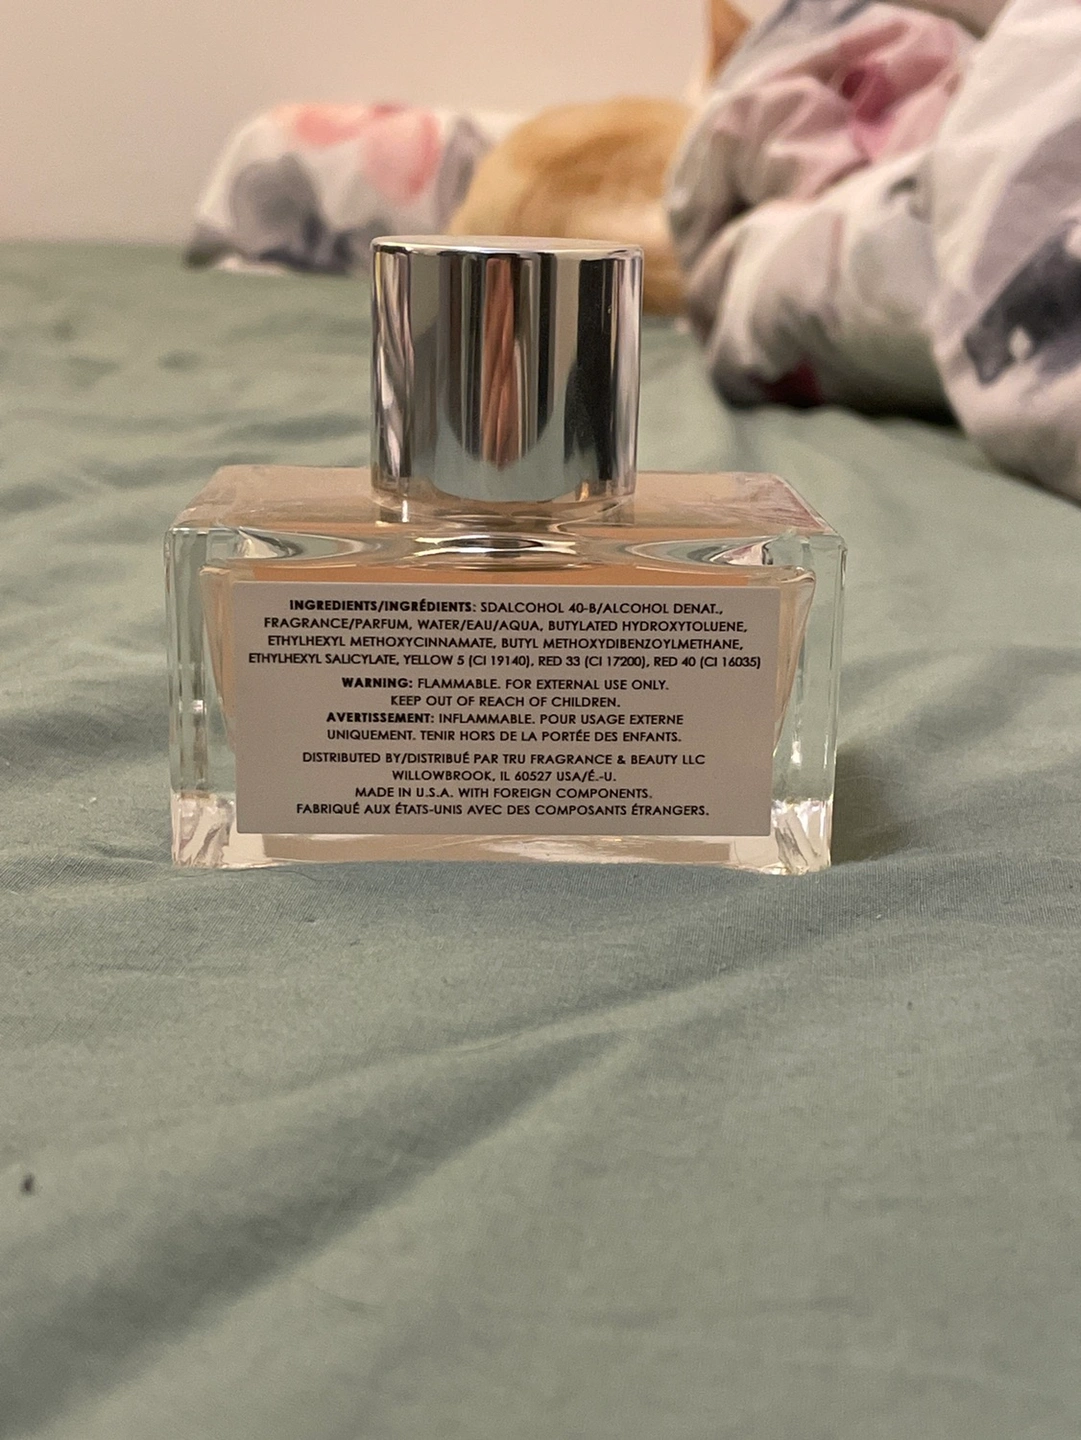 INGREDIENTS/INGRÉDIENTS: SDALCOHOL 40-B/ALCOHOL DENAT.,
FRAGRANCE/PARFUM, WATER/EAU/AQUA, BUTYLATED HYDROXYTOLUENE,
ETHYLHEXYL METHOXYCINNAMATE, BUTYL METHOXYDIBENZOYLMETHANE,
ETHYLHEXYL SALICYLATE, YELLOW 5 (CI 19140), RED 33 (CI 17200), RED 40 (CI 16035)
WARNING: FLAMMABLE. FOR EXTERNAL USE ONLY.
KEEP OUT OF REACH OF CHILDREN.
AVERTISSEMENT: INFLAMMABLE. POUR USAGE EXTERNE
UNIQUEMENT. TENIR HORS DE LA PORTÉE DES ENFANTS.
DISTRIBUTED BY/DISTRIBUÉ PAR TRU FRAGRANCE & BEAUTY LLC
WILLOWBROOK, IL 60527 USA/É.-U.
MADE IN U.S.A. WITH FOREIGN COMPONENTS.
FABRIQUÉ AUX ÉTATS-UNIS AVEC DES COMPOSANTS ÉTRANGERS.